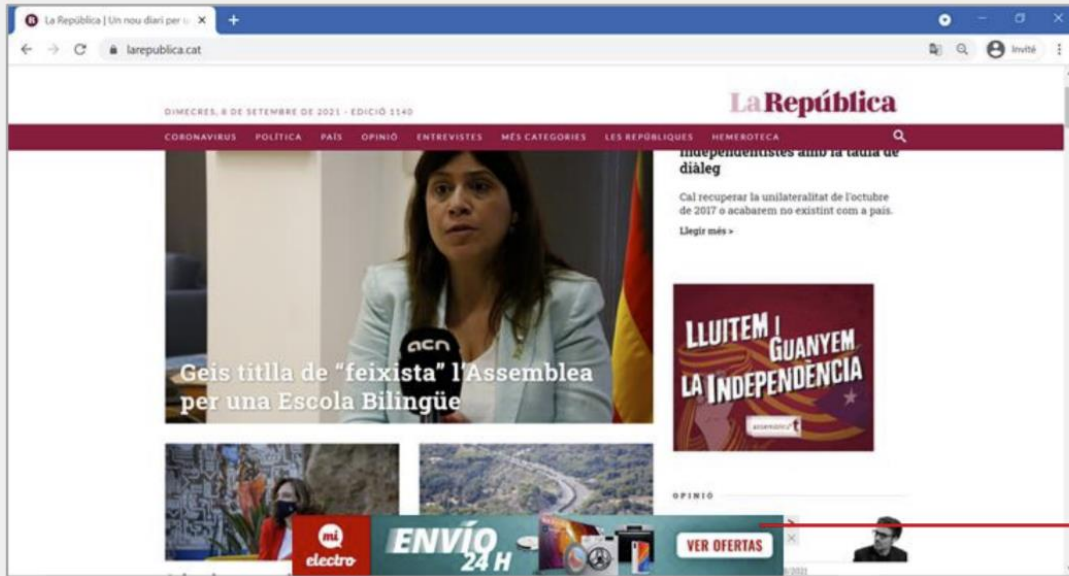 La República | Un nou diari per u
larepublica.cat
Invité
DIMECRES, 8 DE SETEMBRE DE 2021 - EDICIÓ 1140
La República
CORONAVIRUS POLÍTICA PAÍS OPINIÓ ENTREVISTES MÉS CATEGORIES LES REPÚBLIQUES HEMEROTECA
independentistes amb la taula de
diàleg
Cal recuperar la unilateralitat de l'octubre
de 2017 o acabarem no existint com a país.
Llegir més >
acn
Geis titlla de "feixista" l'Assemblea
per una Escola Bilingüe
LLUITEM I
GUANYEM
LA INDEPENDÈNCIA
OPINIÓ
mi
electro
ENVÍO
24 H
VER OFERTAS
/2021